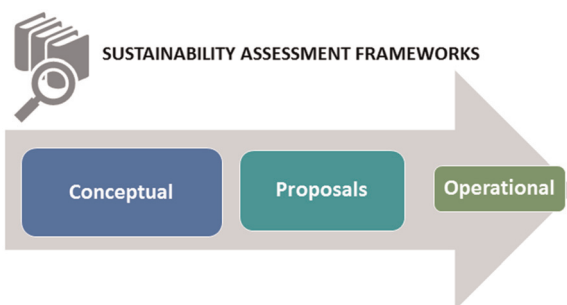 SUSTAINABILITY ASSESSMENT FRAMEWORKS
Conceptual
Proposals
Operational